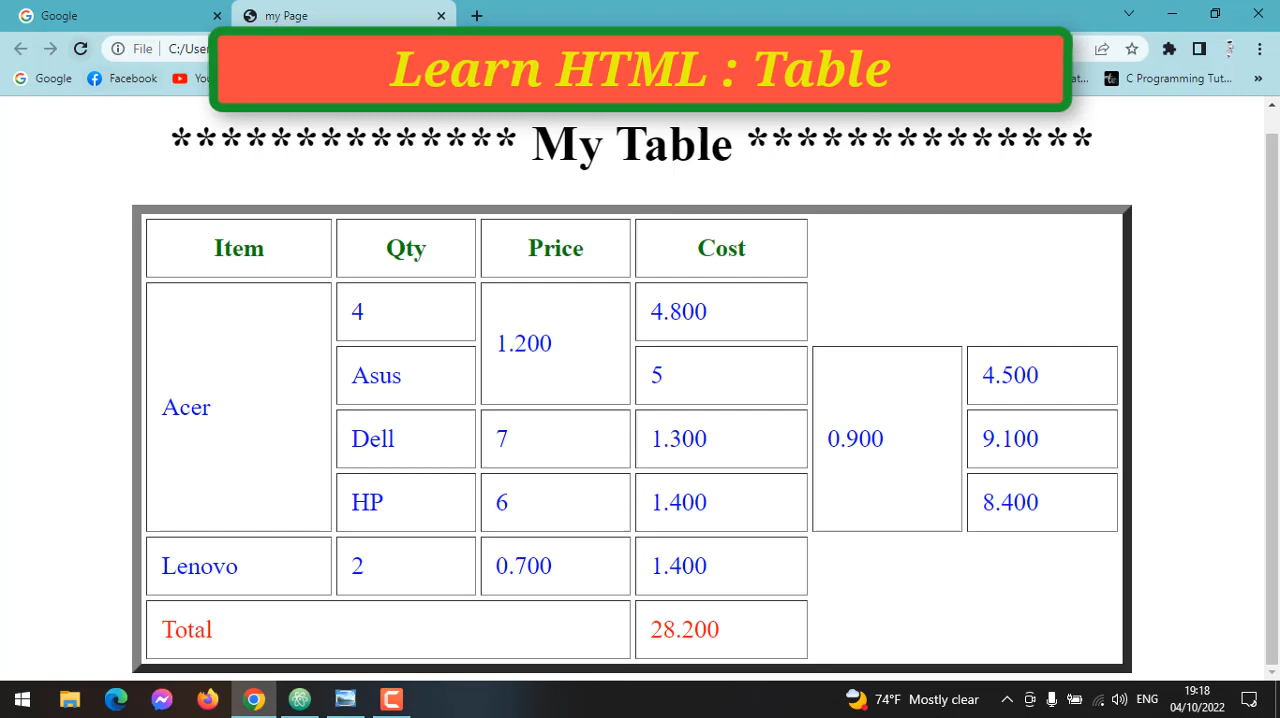 Google
my Page
File
C:/User
Learn HTML : Table
Google
Facebook
You
at...
C Programming Tut...
************** My Table **************
Item Qty Price Cost
Acer 4 1.200 4.800
Asus 5 0.900 4.500
Dell 7 1.300 9.100
HP 6 1.400 8.400
Lenovo 2 0.700 1.400
Total 28.200
74°F Mostly clear
ENG
19:18
04/10/2022